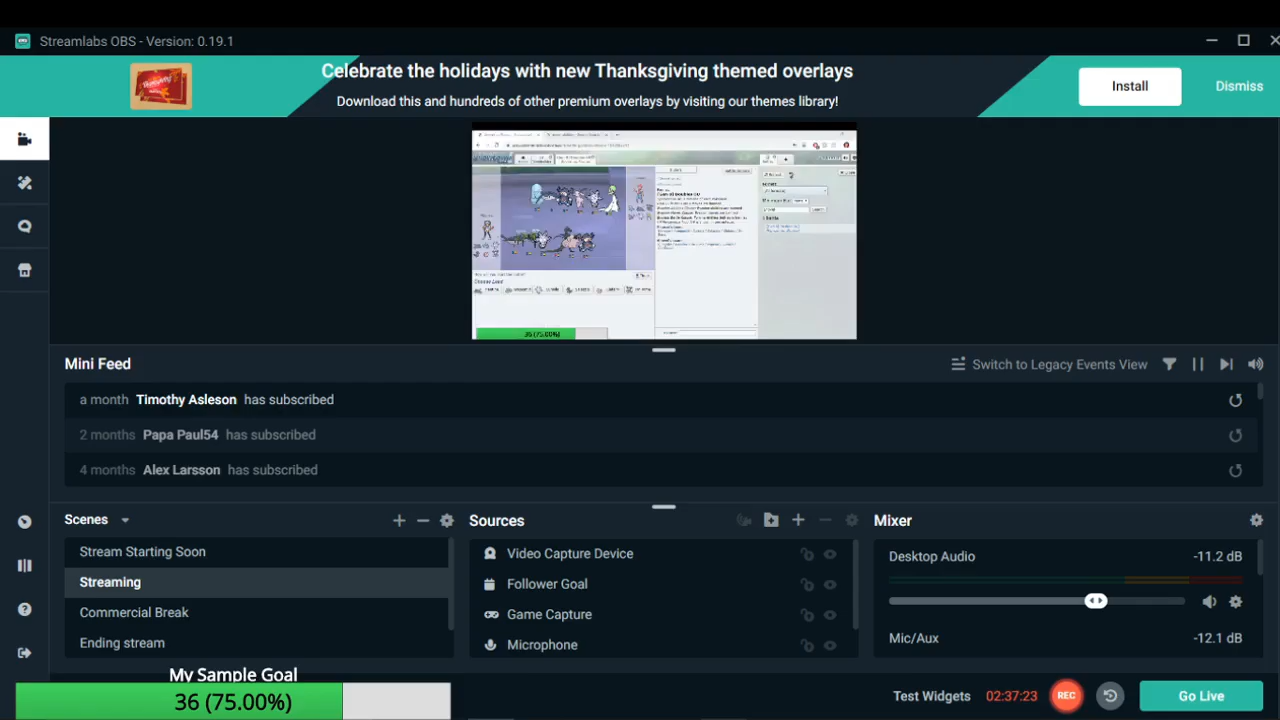 Streamlabs OBS - Version: 0.19.1
Celebrate the holidays with new Thanksgiving themed overlays
Download this and hundreds of other premium overlays by visiting our themes library!
Install
Dismiss
36 (75.00%)
Mini Feed
Switch to Legacy Events View
a month Timothy Asleson has subscribed
2 months Papa Paul54 has subscribed
4 months Alex Larsson has subscribed
Scenes
Stream Starting Soon
Streaming
Commercial Break
Ending stream
Sources
Video Capture Device
Follower Goal
Game Capture
Microphone
Mixer
Desktop Audio -11.2 dB
Mic/Aux -12.1 dB
My Sample Goal
36 (75.00%)
Test Widgets
02:37:23
REC
Go Live